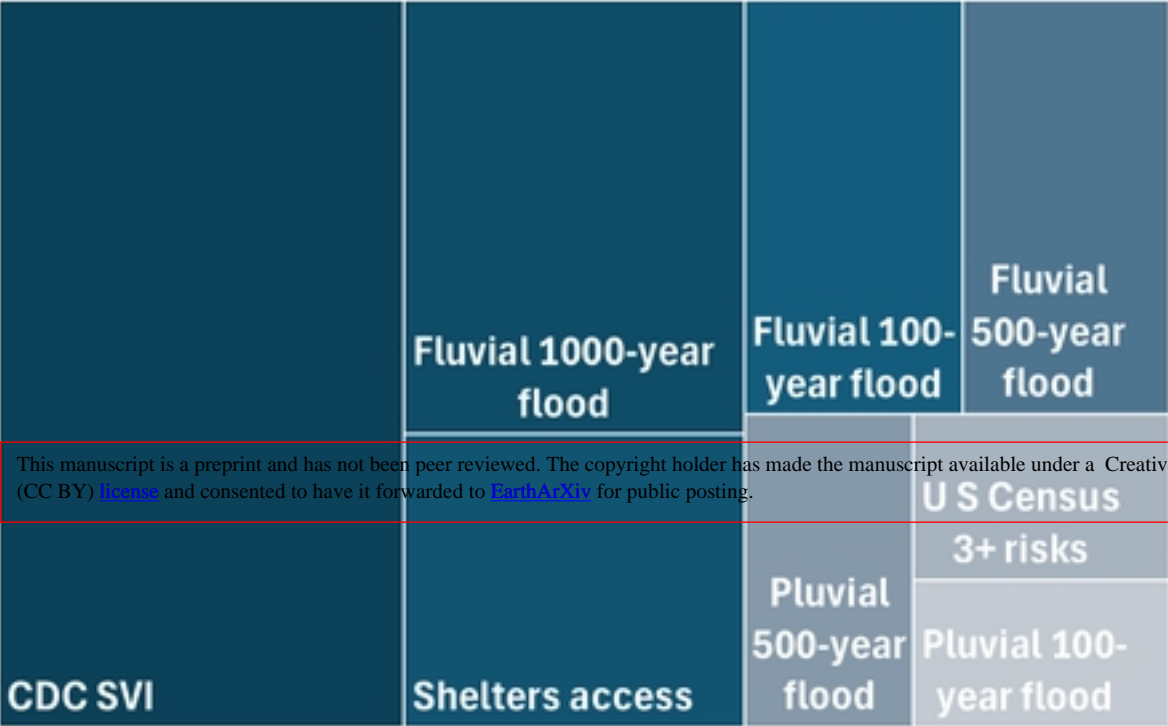 Fluvial 1000-year
flood
Fluvial 100-
year flood
Fluvial
500-year
flood
This manuscript is a preprint and has not been peer reviewed. The copyright holder has made the manuscript available under a Creativ
(CC BY) license and consented to have it forwarded to EarthArXiv for public posting.
CDC SVI
Shelters access
Pluvial
500-year
flood
U S Census
3+ risks
Pluvial 100-
year flood